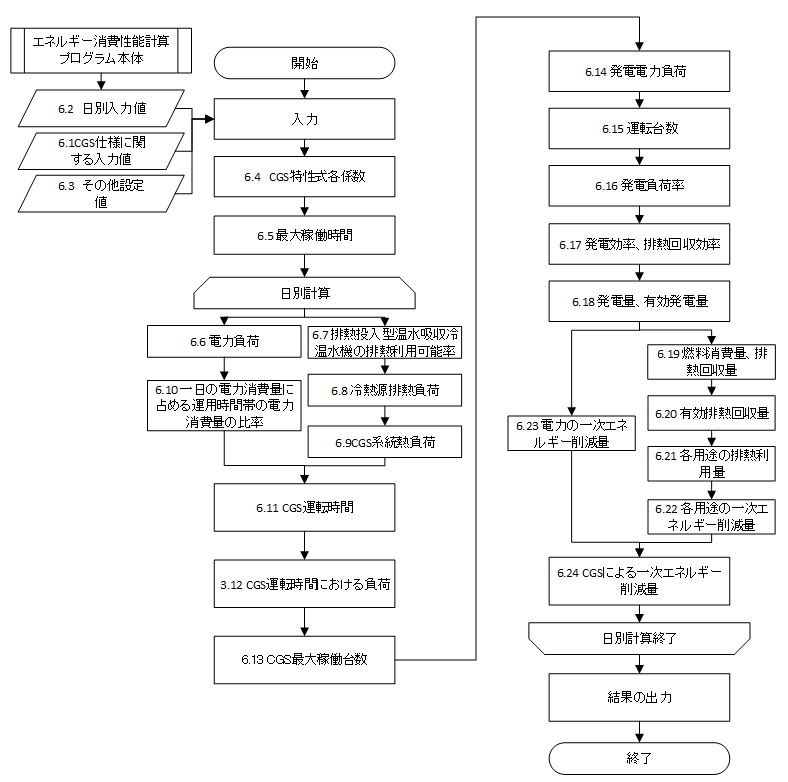 エネルギー消費性能計算
プログラム本体
6.2 日別入力値
6.1CGS仕様に関
する入力値
6.3 その他設定
値
開始
入力
6.4 CGS特性式各係数
6.5最大稼働時間
日別計算
6.6 電力負荷
6.10 一日の電力消費量に
占める運用時間帯の電力
消費量の比率
6.7 排熱投入型温水吸収冷
温水機の排熱利用可能率
6.8 冷熱源排熱負荷
6.9CGS系統熱負荷
6.11 CGS運転時間
3.12 CGS運転時間における負荷
6.13 CGS最大稼働台数
6.14 発電電力負荷
6.15 運転台数
6.16 発電負荷率
6.17 発電効率、排熱回収効率
6.18 発電量、有効発電量
6.23 電力の一次エネ
ルギー削減量
6.19 燃料消費量、排
熱回収量
6.20 有効排熱回収量
6.21 各用途の排熱利
用量
6.22 各用途の一次エ
ネルギー削減量
6.24 CGSによる一次エネルギー
削減量
日別計算終了
結果の出力
終了